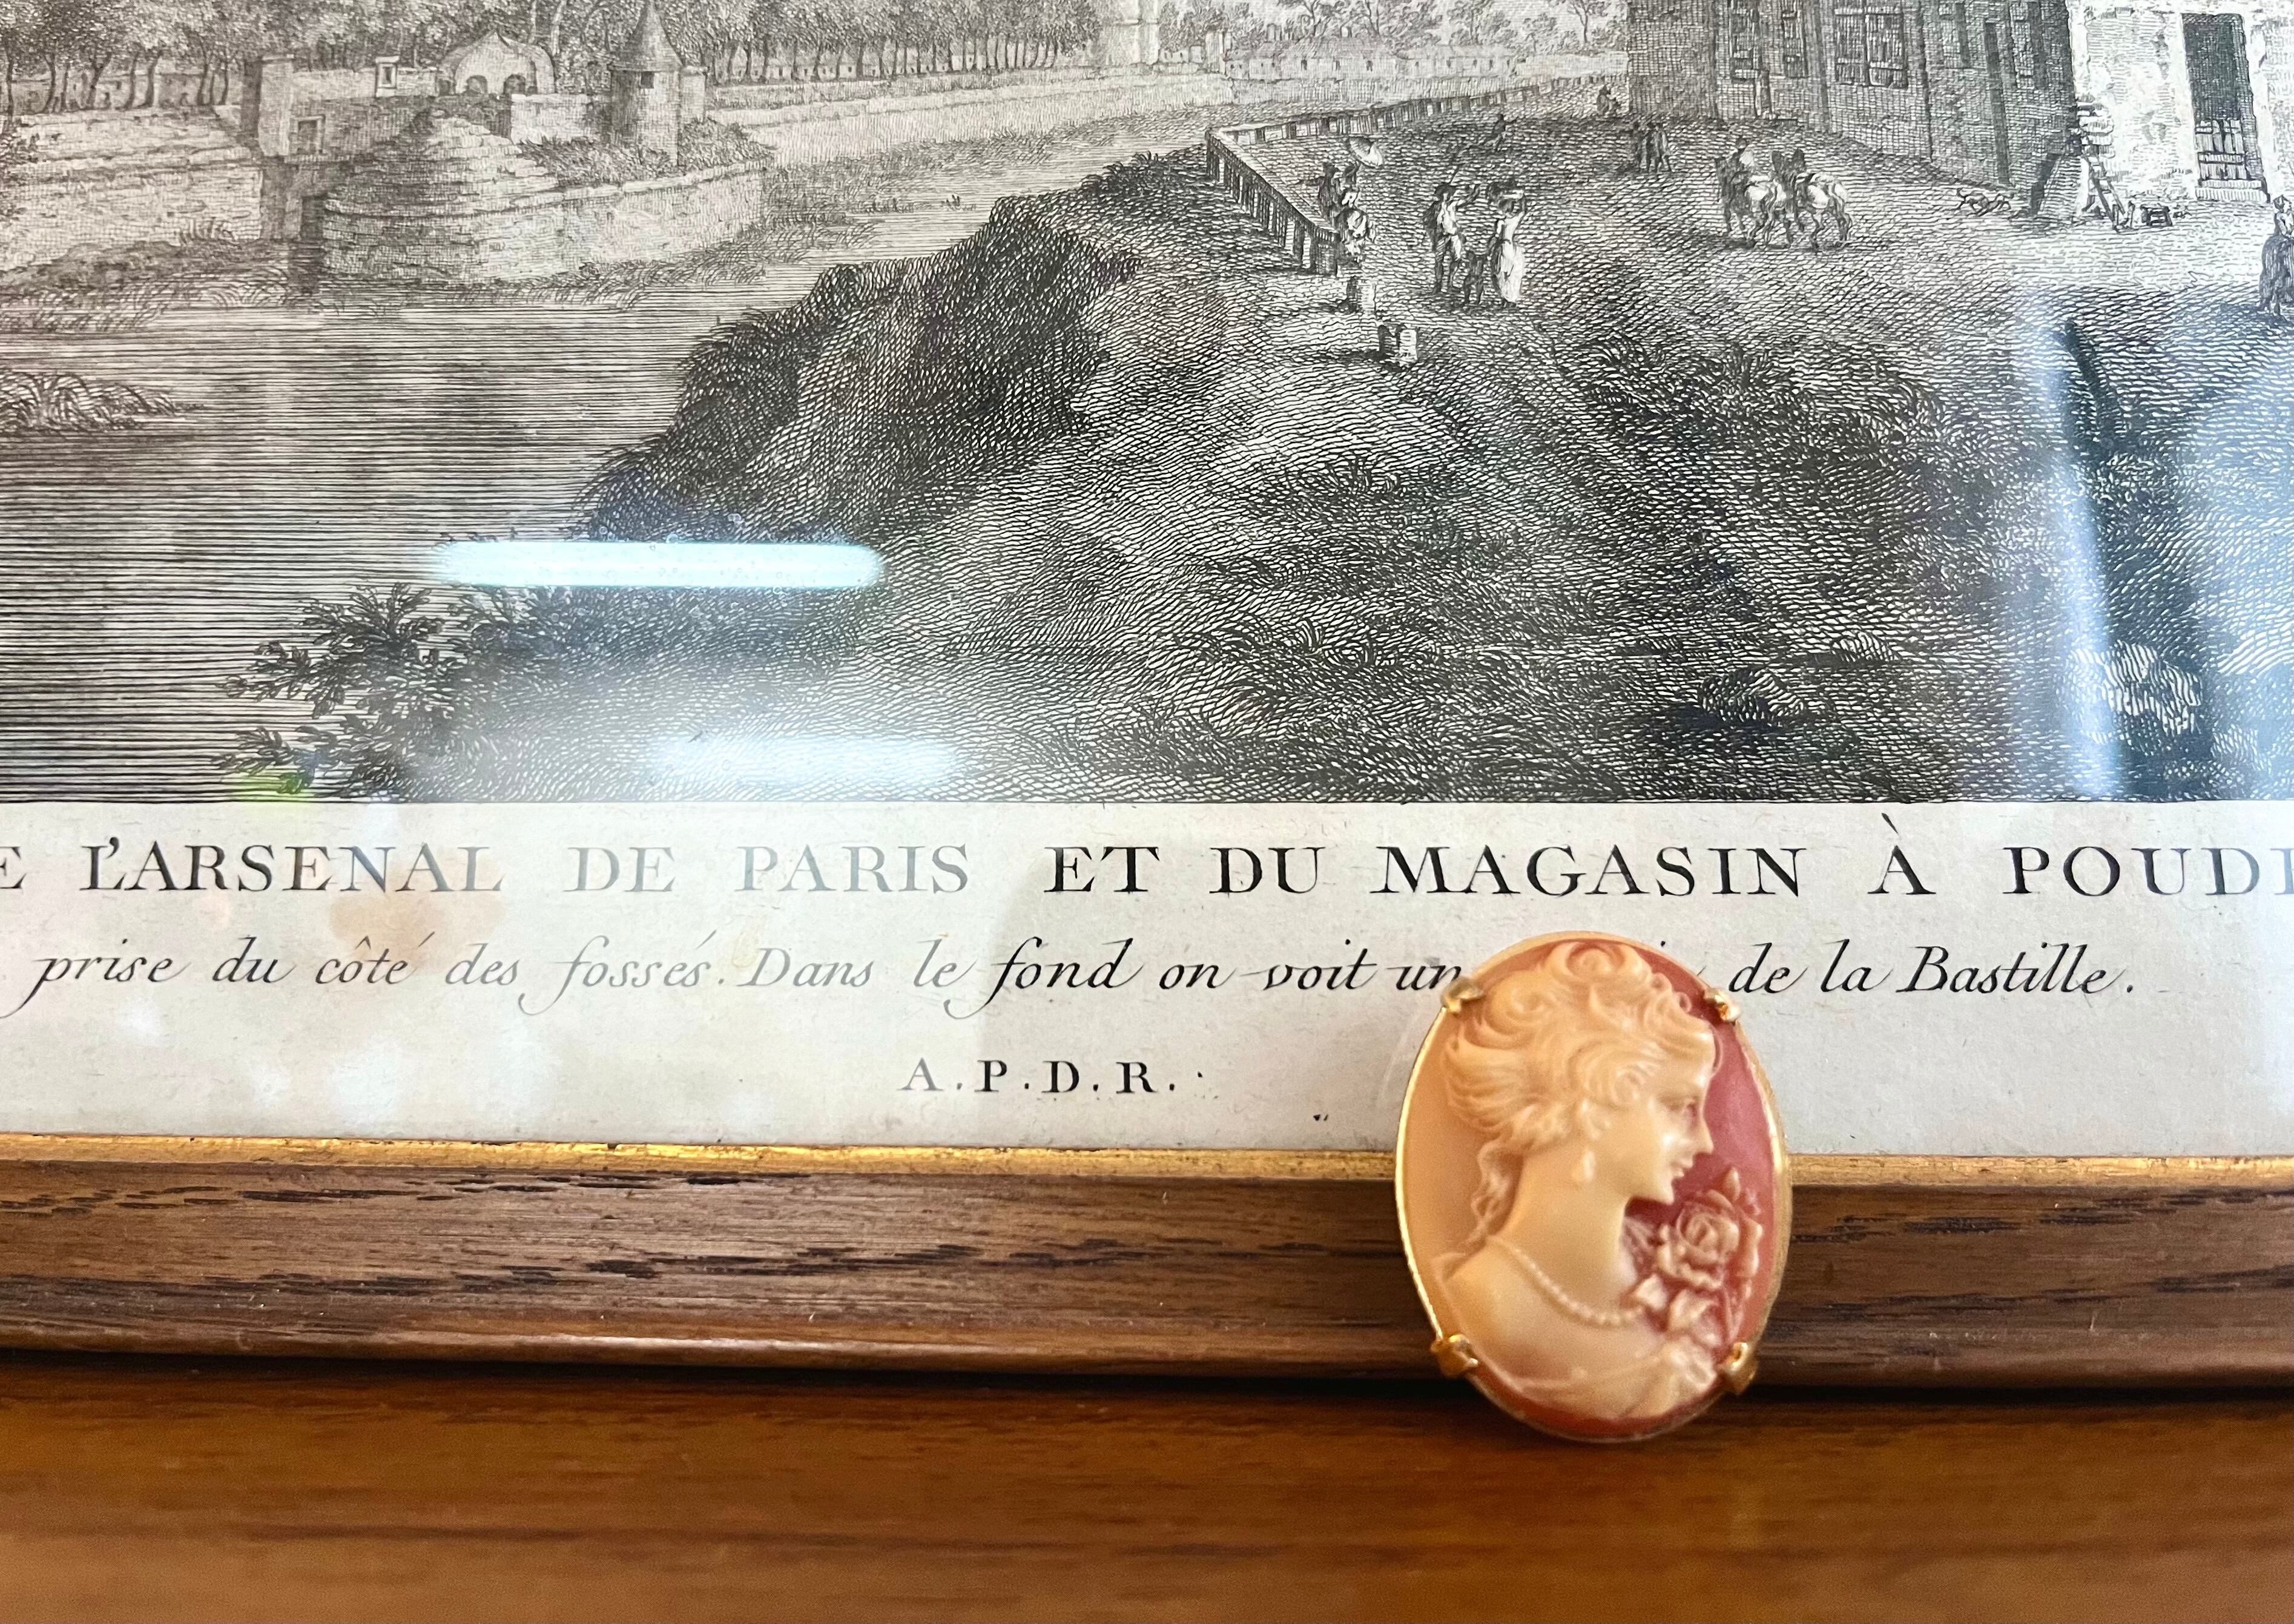 L'ARSENAL DE PARIS ET DU MAGASIN À
prise du côté des fossés. Dans le fond on voit un de la Bastille.
A.P.D.R.